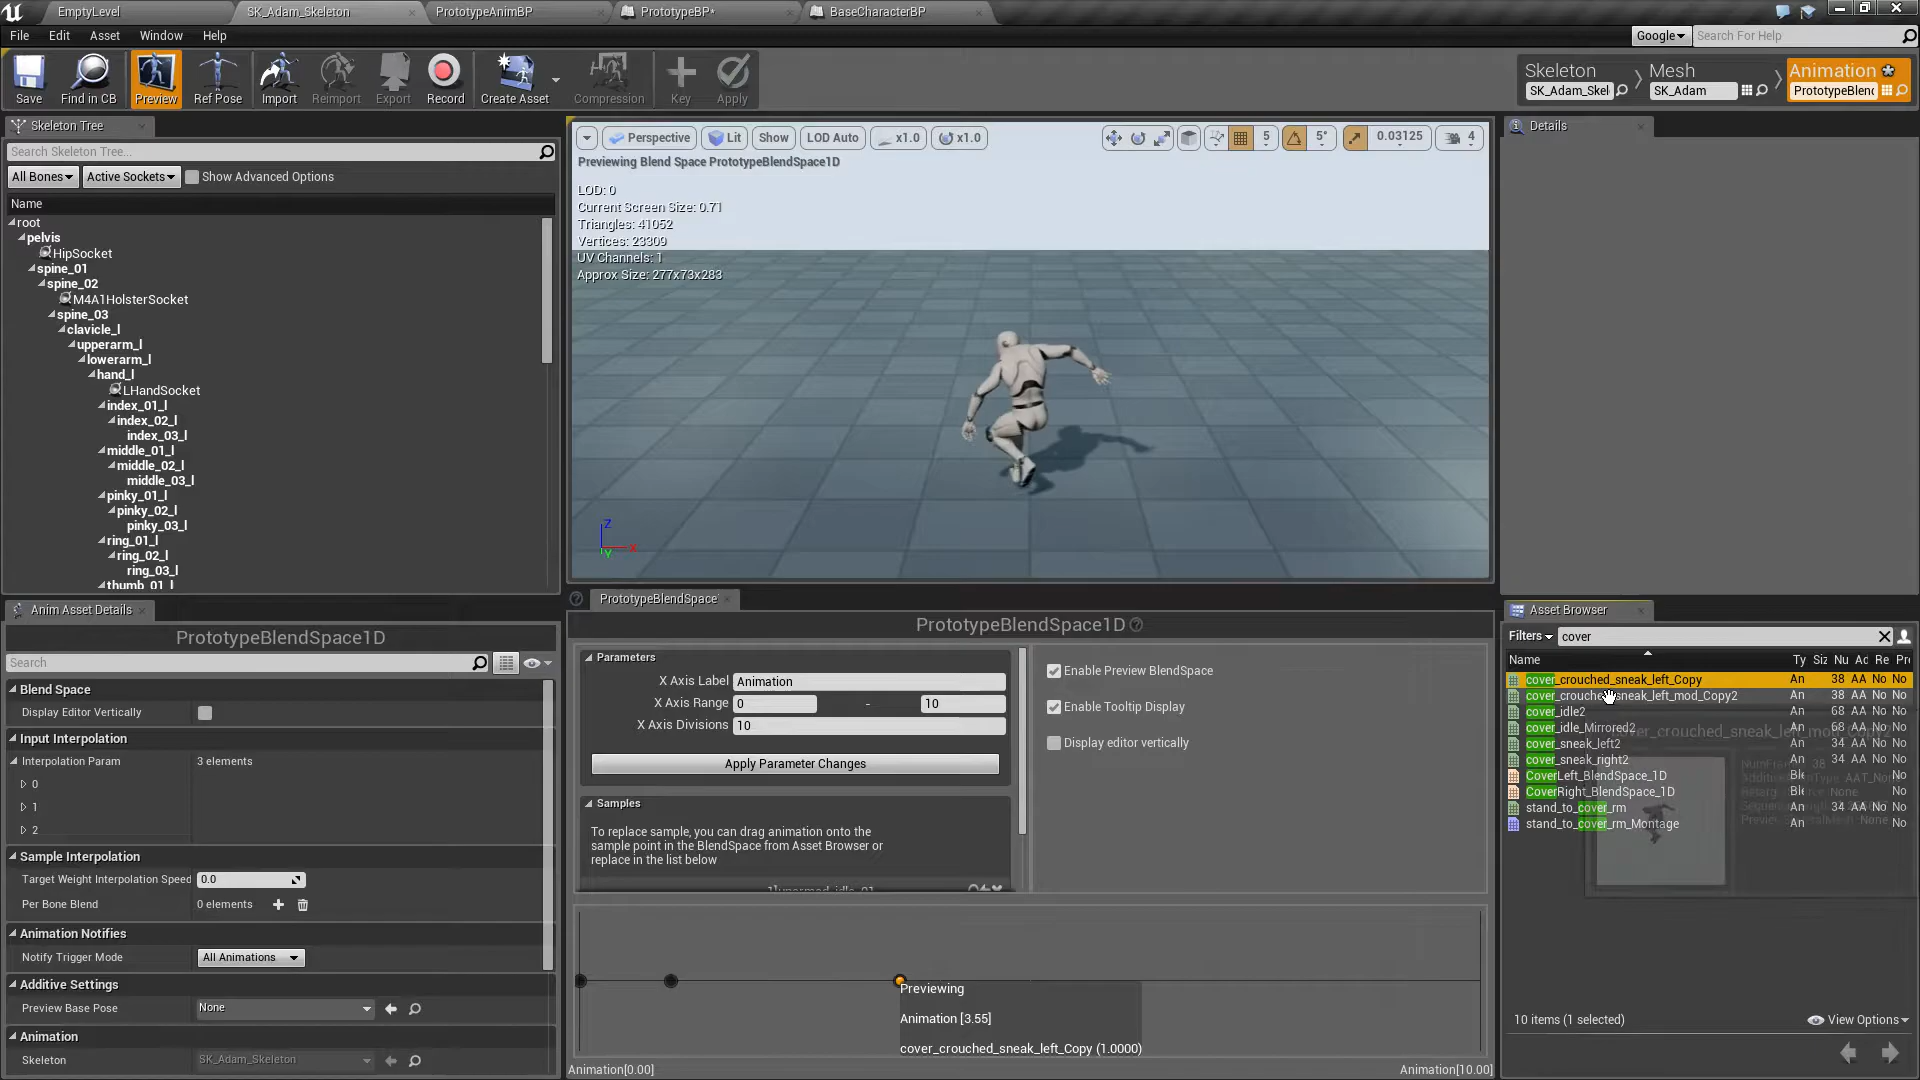 EmptyLevel
SK_Adam_Skeleton
PrototypeAnimBP
PrototypeBP*
BaseCharacterBP
File Edit Asset Window Help
Google
Search For Help
Save
Find in CB
Preview
Ref Pose
Import
Reimport
Export
Record
Create Asset
Compression
Key
Apply
Skeleton
SK_Adam_Skel
Mesh
SK_Adam
Animation
PrototypeBlenc
Skeleton Tree
Search Skeleton Tree...
All Bones
Active Sockets
Show Advanced Options
Name
root
pelvis
HipSocket
spine_01
spine_02
M4A1HolsterSocket
spine_03
clavicle_l
upperarm_l
lowerarm_l
hand_l
LHandSocket
index_01_l
index_02_l
index_03_l
middle_01_l
middle_02_l
middle_03_l
pinky_01_l
pinky_02_l
pinky_03_l
ring_01_l
ring_02_l
ring_03_l
thumb_01_l
Perspective
Lit
Show
LOD Auto
x1.0
x1.0
5
5°
0.03125
4
Previewing Blend Space PrototypeBlendSpace1D
LOD: 0
Current Screen Size: 0.71
Triangles: 41052
Vertices: 23309
UV Channels: 1
Approx Size: 277x73x283
Z
X
Y
Details
Anim Asset Details
PrototypeBlendSpace1D
Search
Blend Space
Display Editor Vertically
Input Interpolation
Interpolation Param 3 elements
0
1
2
Sample Interpolation
Target Weight Interpolation Speed 0.0
Per Bone Blend 0 elements
Animation Notifies
Notify Trigger Mode All Animations
Additive Settings
Preview Base Pose None
Animation
Skeleton SK_Adam_Skeleton
PrototypeBlendSpace
PrototypeBlendSpace1D
Parameters
X Axis Label Animation
X Axis Range 0 - 10
X Axis Divisions 10
Apply Parameter Changes
Samples
To replace sample, you can drag animation onto the
sample point in the BlendSpace from Asset Browser or
replace in the list below
Enable Preview BlendSpace
Enable Tooltip Display
Display editor vertically
Previewing
Animation [3.55]
cover_crouched_sneak_left_Copy (1.0000)
Animation[0.00]
Animation[10.00]
Asset Browser
Filters
cover
Name Ty Siz Nu Ad Re Pr
cover_crouched_sneak_left_Copy An 38 AA No No
cover_crouched_sneak_left_mod_Copy2 An 38 AA No No
cover_idle2 An 68 AA No No
cover_idle_Mirrored2 An 68 AA No No
cover_sneak_left2 An 34 AA No No
cover_sneak_right2 An 34 AA No No
CoverLeft_BlendSpace_1D Ble No
CoverRight_BlendSpace_1D Ble No
stand_to_cover_rm An 34 AA No No
stand_to_cover_rm_Montage An No
10 items (1 selected)
View Options